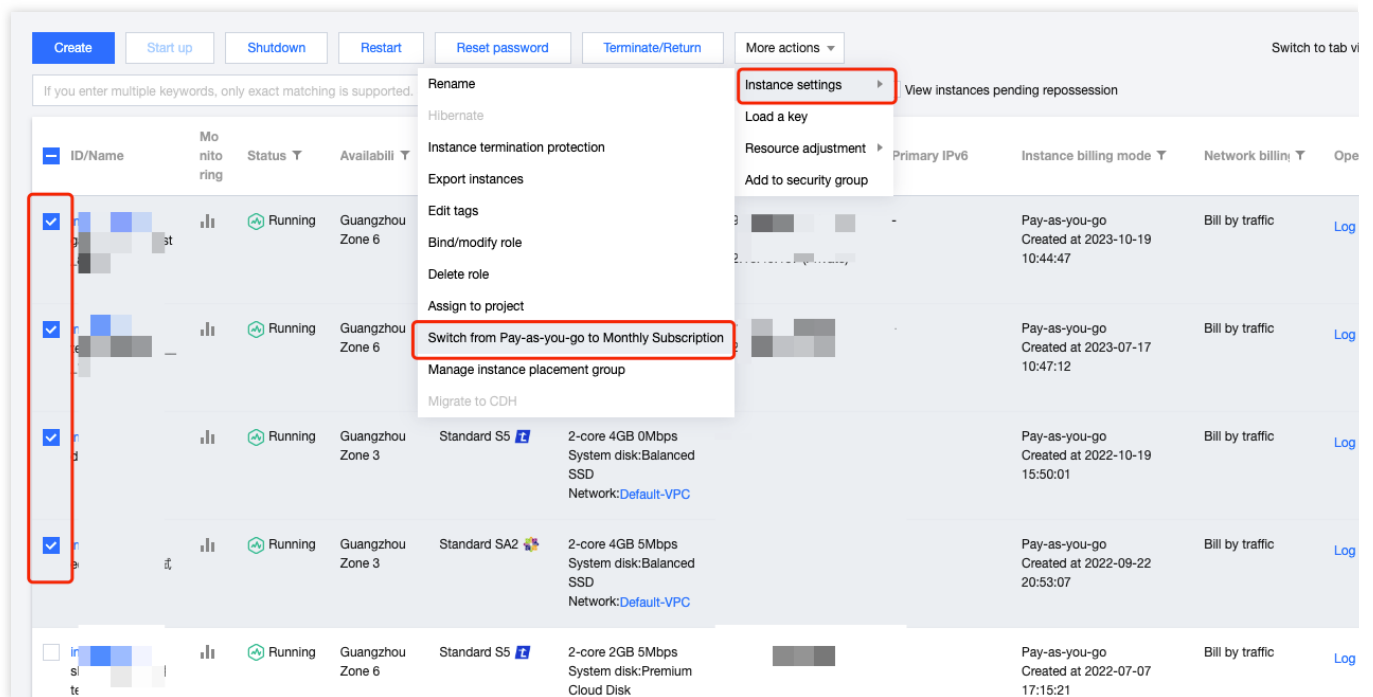 Create
Start up
Shutdown
Restart
Reset password
Terminate/Return
More actions
Switch to tab vi
If you enter multiple keywords, only exact matching is supported.
View instances pending repossession
Rename
Hibernate
Instance termination protection
Export instances
Edit tags
Bind/modify role
Delete role
Assign to project
Switch from Pay-as-you-go to Monthly Subscription
Manage instance placement group
Migrate to CDH
Instance settings
Load a key
Resource adjustment
Add to security group
ID/Name
Mo
nito
ring
Status
Availabili
Primary IPv6
Instance billing mode
Network billing
Ope
Running
Guangzhou
Zone 6
-
Pay-as-you-go
Created at 2023-10-19
10:44:47
Bill by traffic
Log
Running
Guangzhou
Zone 6
Pay-as-you-go
Created at 2023-07-17
10:47:12
Bill by traffic
Log
Running
Guangzhou
Zone 3
Standard S5
2-core 4GB 0Mbps
System disk:Balanced
SSD
Network:Default-VPC
Pay-as-you-go
Created at 2022-10-19
15:50:01
Bill by traffic
Log
Running
Guangzhou
Zone 3
Standard SA2
2-core 4GB 5Mbps
System disk:Balanced
SSD
Network:Default-VPC
Pay-as-you-go
Created at 2022-09-22
20:53:07
Bill by traffic
Log
Running
Guangzhou
Zone 6
Standard S5
2-core 2GB 5Mbps
System disk:Premium
Cloud Disk
Pay-as-you-go
Created at 2022-07-07
17:15:21
Bill by traffic
Log